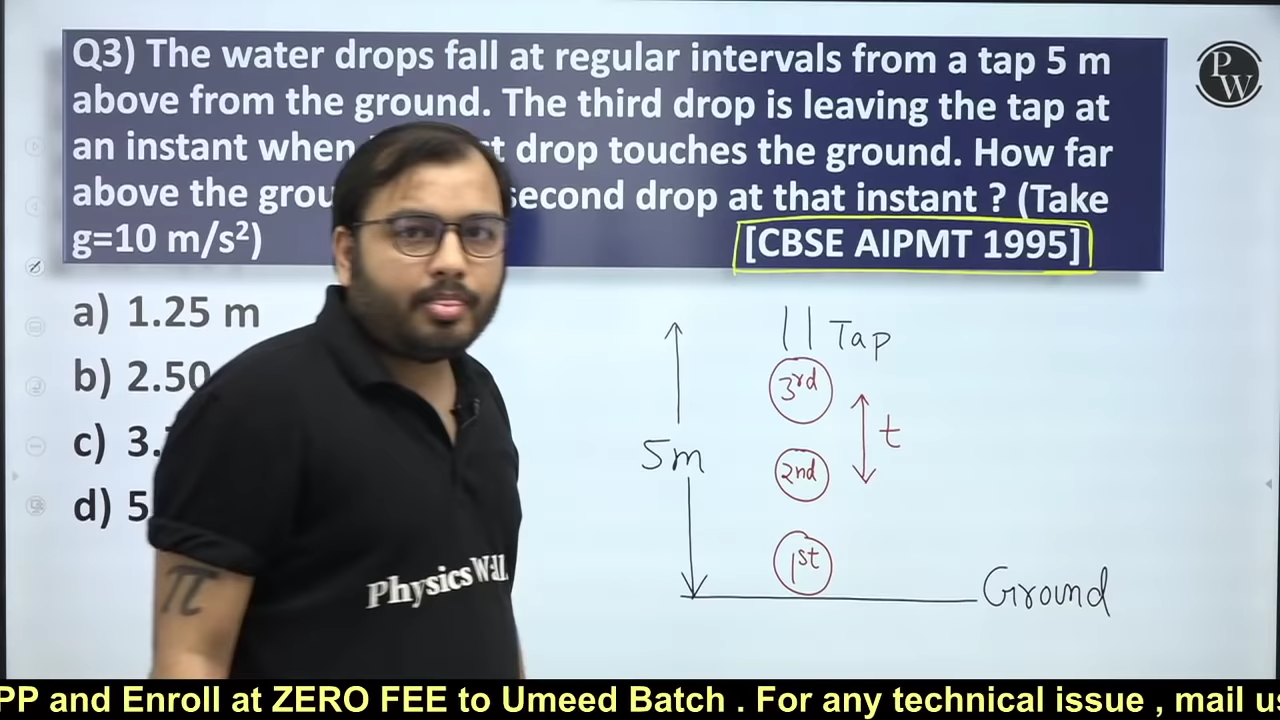 Q3) The water drops fall at regular intervals from a tap 5 m
above from the ground. The third drop is leaving the tap at
an instant when drop touches the ground. How far
above the second drop at that instant ? (Take
g=10 m/s²)
[CBSE AIPMT 1995]
PW
a) 1.25 m
b) 2.50
c) 3.
d) 5
|| Tap
3rd
t
5m
2nd
1st
Ground
π
Physics Wallah
PP and Enroll at ZERO FEE to Umeed Batch . For any technical issue , mail us